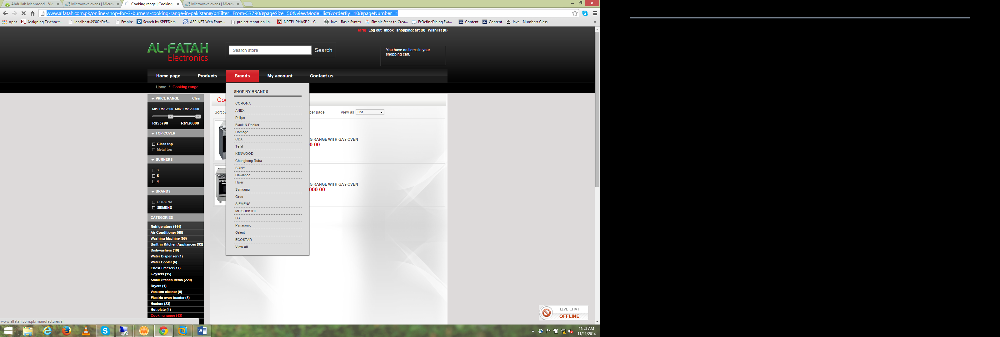 Abdullah Mehmood - Vid
Microwave ovens | Microw
Cooking range | Cooking
Microwave ovens | Microw
www.alfatah.com.pk/online-shop-for-3-burners-cooking-range-in-pakistan#/prFilter=From-53790&pageSize=50&viewMode=list&orderBy=10&pageNumber=1
Apps
Assigning Textbox t...
localhost:49302/Def...
Empire
Search by SPEEDbit....
ASP.NET Web Form...
project report on lib...
NPTEL PHASE 2 - C...
Java - Basic Syntax
Simple Steps to Crea...
EzDefineDialog Exa...
Content
Content
Java - Numbers Class
tariq Log out Inbox shoppingcart (0) Wishlist (0)
AL-FATAH
Electronics
Search store
Search
You have no items in your
shopping cart.
Home page
Products
Brands
My account
Contact us
Home / Cooking range
PRICE RANGE Clear
Min: Rs12500 Max: Rs120000
Rs53790 Rs120000
TOP COVER
Glass top
Metal top
BURNERS
3
5
4
BRANDS
CORONA
SIEMENS
CATEGORIES
Refrigerators (111)
Air Conditioner (68)
Washing Machine (58)
Built-in Kitchen Appliances (92)
Dishwashers (10)
Water Dispenser (1)
Water Cooler (6)
Chest Freezer (17)
Geysers (15)
Small kitchen items (220)
Dryers (1)
Vacuum cleaner (0)
Electric oven toaster (5)
Heaters (23)
Hot plate (1)
Cooking range (13)
SHOP BY BRANDS
CORONA
ANEX
Philips
Black N Decker
Homage
CDA
Tefal
KENWOOD
Changhong Ruba
SONY
Dawlance
Haier
Samsung
Gree
SIEMENS
MITSUBISIHI
LG
Panasonic
Orient
ECOSTAR
View all
Coo
Sort by
per page
View as List
G RANGE WITH GAS OVEN
0.00
G RANGE WITH GAS OVEN
000.00
LIVE CHAT
OFFLINE
www.alfatah.com.pk/manufacturer/all
11:53 AM
11/11/2014